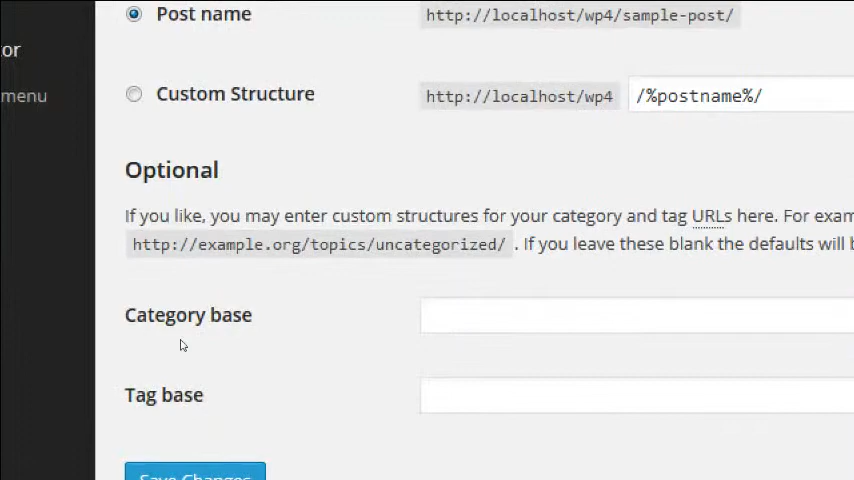 Post name http://localhost/wp4/sample-post/
or
menu
Custom Structure http://localhost/wp4 /%postname%/
Optional
If you like, you may enter custom structures for your category and tag URLs here. For exam
http://example.org/topics/uncategorized/ . If you leave these blank the defaults will b
Category base
Tag base
Save Changes